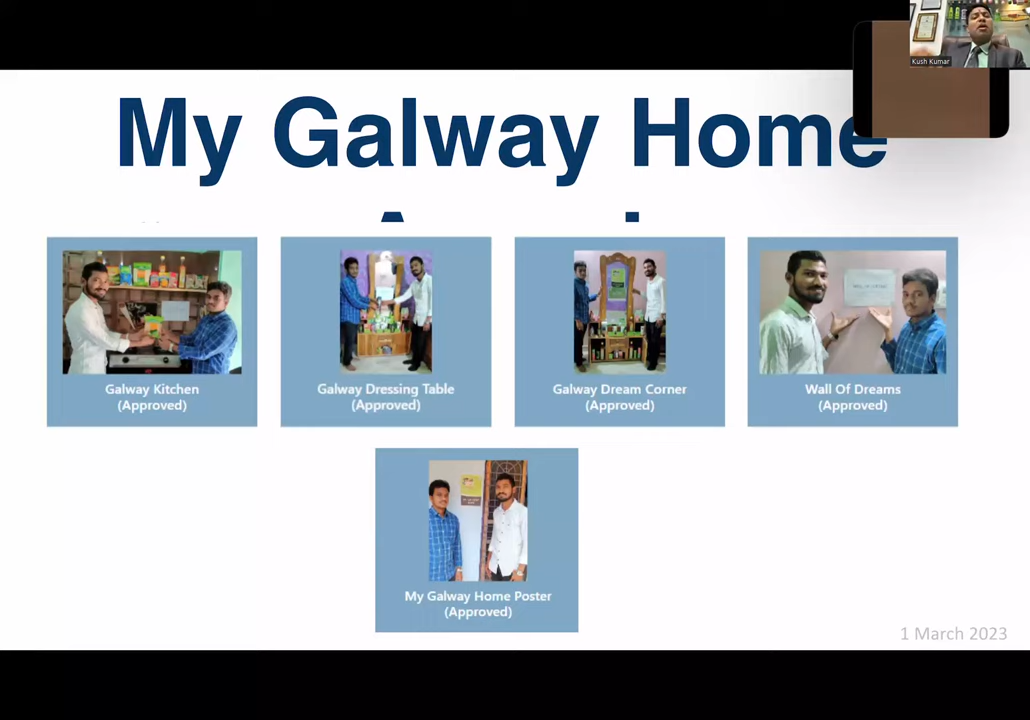 Kush Kumar
My Galway Home
Galway Kitchen
(Approved)
Galway Dressing Table
(Approved)
Galway Dream Corner
(Approved)
Wall Of Dreams
(Approved)
My Galway Home Poster
(Approved)
1 March 2023